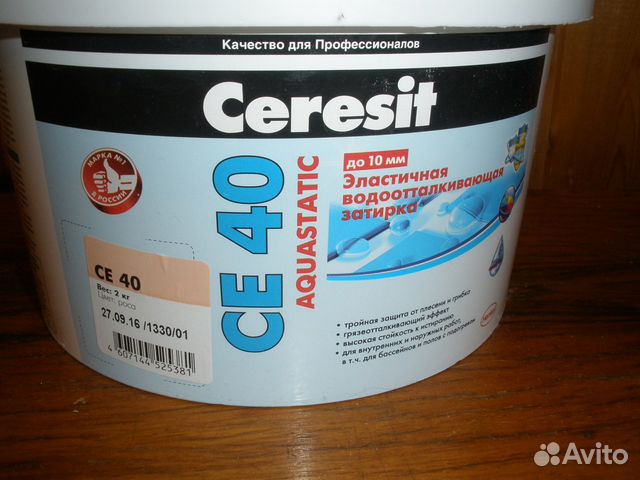 Качество для Профессионалов
Ceresit
МАРКА №1
В РОССИИ
CE 40
AQUASTATIC
до 10 мм
Эластичная
водоотталкивающая
затирка
• тройная защита от плесени и грибка
• грязеотталкивающий эффект
• высокая стойкость к истиранию
• для внутренних и наружных работ,
в т.ч. для бассейнов и полов с подогревом
CE 40
Вес: 2 кг
Цвет: роса
27.09.16 /1330/01
4 607144 525381
Avito